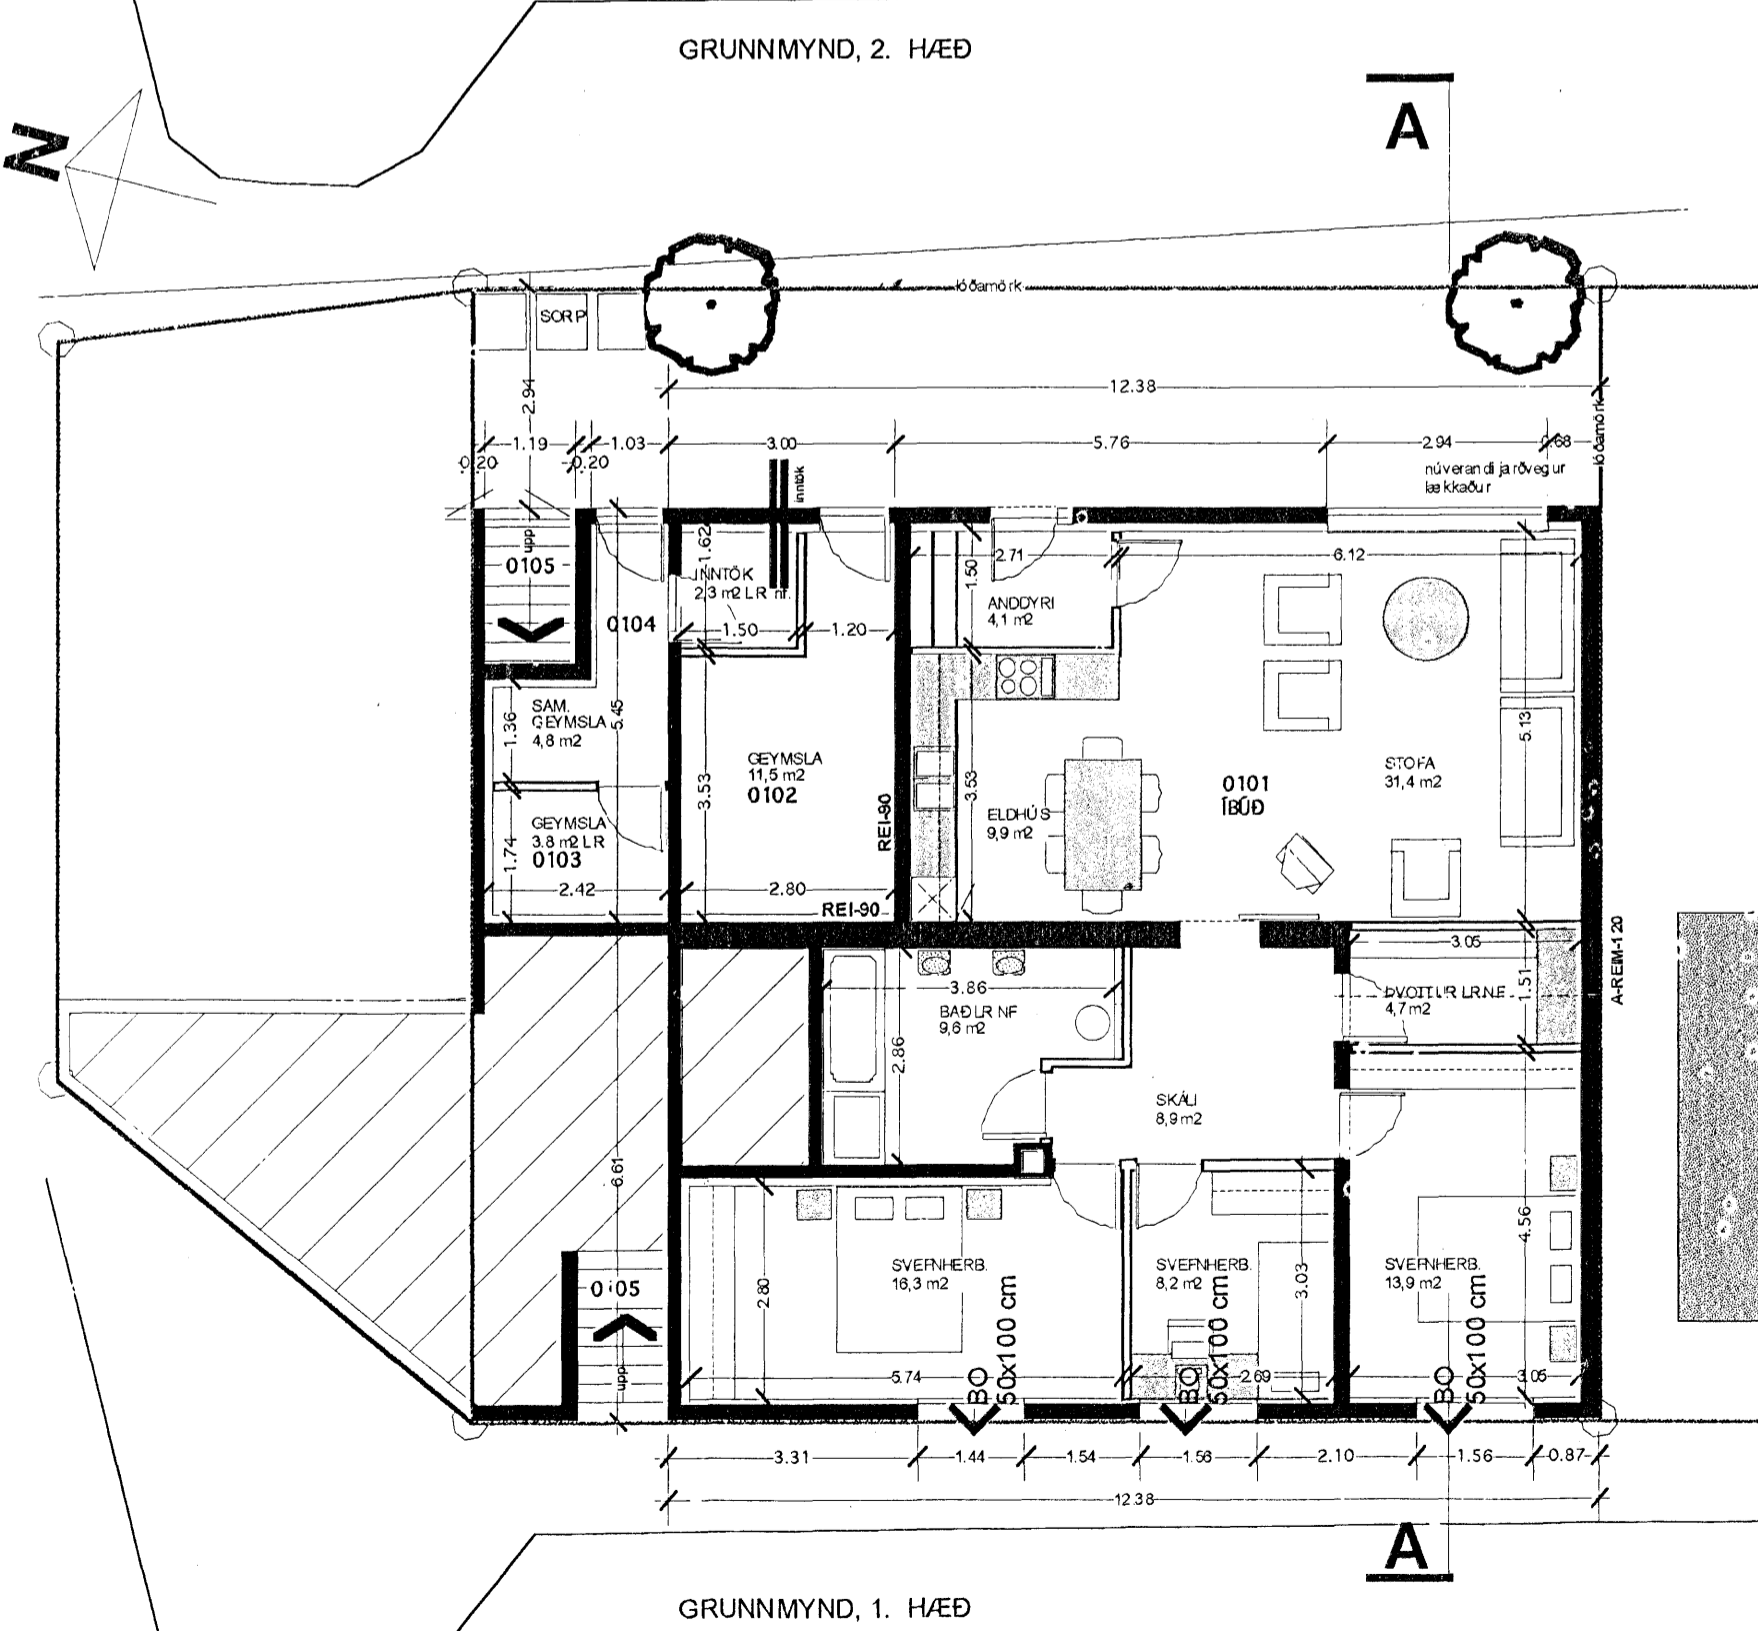 GRUNNMYND, 2. HÆÐ
A
N
lóðamörk
SORP
12.38
2.94
lóðamörk
1.19
1.03
3.00
5.76
2.94
0.68
0.20
0.20
núverandi jarðvegur
lækkaður
inntök
upp
0105
1.62
INNTÖK
2,3 m2 LR nf.
2.71
1.50
6.12
ANDDYRI
4,1 m2
0104
1.50
1.20
SAM.
GEYMSLA
4,8 m2
1.36
5.45
GEYMSLA
11,5 m2
0102
3.53
REI-90
3.53
ELDHÚS
9,9 m2
0101
ÍBÚÐ
STOFA
31,4 m2
5.13
GEYMSLA
3.8 m2 LR
0103
1.74
2.42
2.80
REI-90
3.05
A-REIM-120
3.86
BAÐ LR NF
9,6 m2
2.86
ÞVOTTUR LR NF
4,7 m2
1.51
SKÁLI
8,9 m2
6.61
SVEFNHERB.
16,3 m2
2.80
SVEFNHERB.
8,2 m2
3.03
SVEFNHERB.
13,9 m2
4.56
0105
upp
5.74
BO
50x100 cm
BO
50x100 cm
2.69
BO
50x100 cm
3.05
3.31
1.44
1.54
1.56
2.10
1.56
0.87
12.38
A
GRUNNMYND, 1. HÆÐ